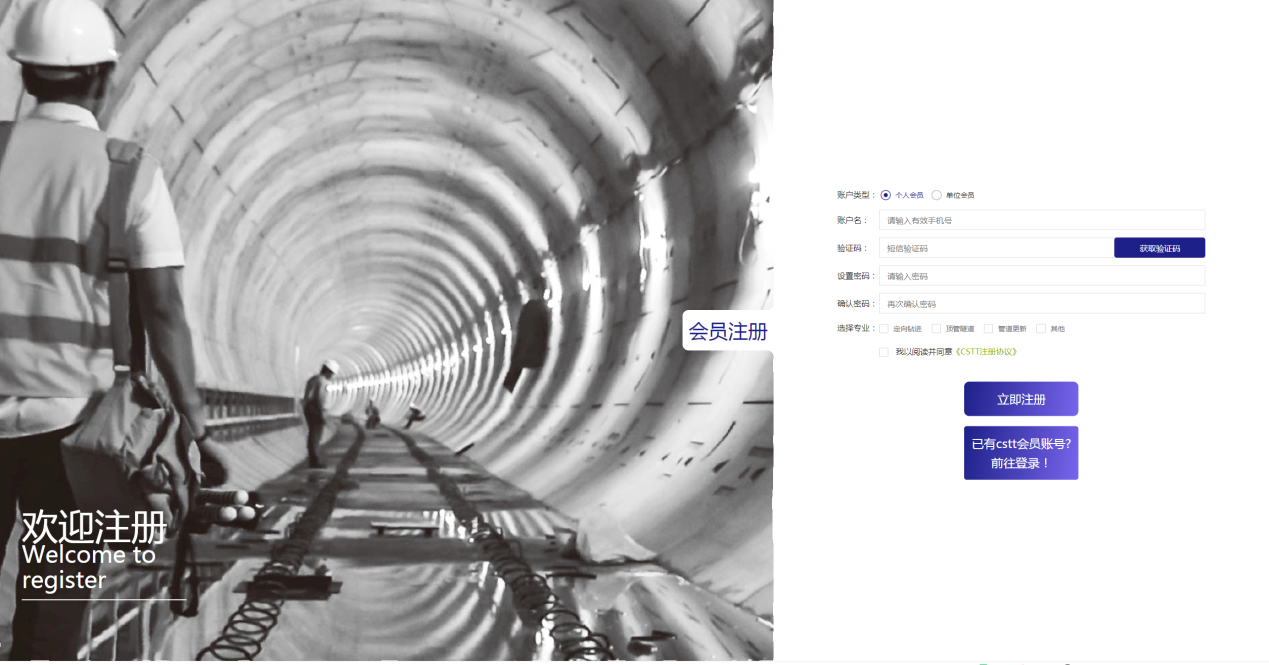 会员注册
欢迎注册
Welcome to
register
账户类型： 个人会员 单位会员
账户名： 请输入有效手机号
验证码： 短信验证码 获取验证码
设置密码： 请输入密码
确认密码： 再次确认密码
选择专业： 定向钻进 顶管隧道 管道更新 其他
我以阅读并同意《CSTT注册协议》
立即注册
已有cstt会员账号?
前往登录！